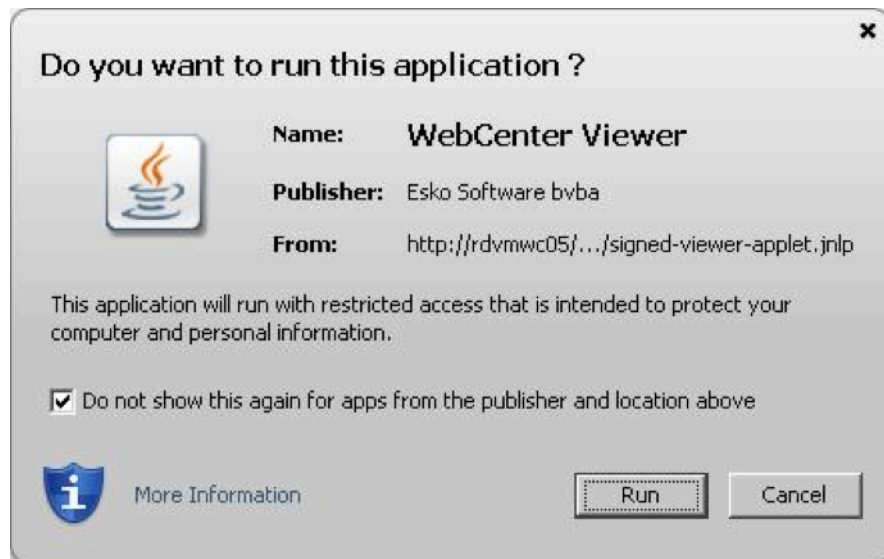 Do you want to run this application ?
Name: WebCenter Viewer
Publisher: Esko Software bvba
From: http://rdvmwc05/.../signed-viewer-applet.jnlp
This application will run with restricted access that is intended to protect your
computer and personal information.
Do not show this again for apps from the publisher and location above
More Information
Run
Cancel